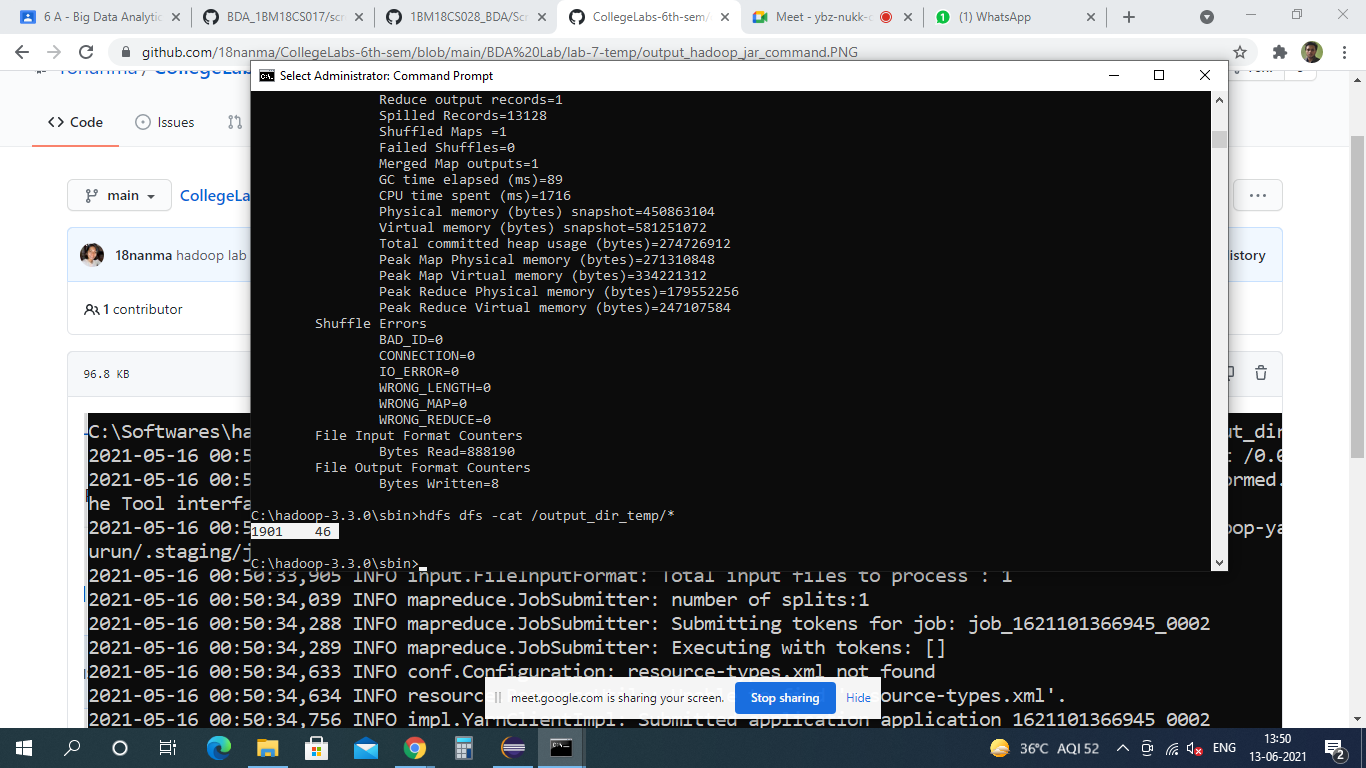 6 A - Big Data Analytic
BDA_1BM18CS017/scr
1BM18CS028_BDA/Scr
CollegeLabs-6th-sem/
Meet - ybz-nukk-
(1) WhatsApp
github.com/18nanma/CollegeLabs-6th-sem/blob/main/BDA%20Lab/lab-7-temp/output_hadoop_jar_command.PNG
Select Administrator: Command Prompt
Code
Issues
main
CollegeLa
18nanma hadoop lab
istory
1 contributor
96.8 KB
Reduce output records=1
Spilled Records=13128
Shuffled Maps =1
Failed Shuffles=0
Merged Map outputs=1
GC time elapsed (ms)=89
CPU time spent (ms)=1716
Physical memory (bytes) snapshot=450863104
Virtual memory (bytes) snapshot=581251072
Total committed heap usage (bytes)=274726912
Peak Map Physical memory (bytes)=271310848
Peak Map Virtual memory (bytes)=334221312
Peak Reduce Physical memory (bytes)=179552256
Peak Reduce Virtual memory (bytes)=247107584
Shuffle Errors
BAD_ID=0
CONNECTION=0
IO_ERROR=0
WRONG_LENGTH=0
WRONG_MAP=0
WRONG_REDUCE=0
File Input Format Counters
Bytes Read=888190
File Output Format Counters
Bytes Written=8
C:\hadoop-3.3.0\sbin>hdfs dfs -cat /output_dir_temp/*
1901 46
C:\hadoop-3.3.0\sbin>
C:\Softwares\ha
ut_dir
2021-05-16 00:5
/0.0
2021-05-16 00:5
ormed.
he Tool interfa
2021-05-16 00:5
op-ya
urun/.staging/j
2021-05-16 00:50:33,905 INFO input.FileInputFormat: Total input files to process : 1
2021-05-16 00:50:34,039 INFO mapreduce.JobSubmitter: number of splits:1
2021-05-16 00:50:34,288 INFO mapreduce.JobSubmitter: Submitting tokens for job: job_1621101366945_0002
2021-05-16 00:50:34,289 INFO mapreduce.JobSubmitter: Executing with tokens: []
2021-05-16 00:50:34,633 INFO conf.Configuration: resource-types.xml not found
2021-05-16 00:50:34,634 INFO resourc
source-types.xml'.
2021-05-16 00:50:34,756 INFO impl.YarnClientImpl: Submitted application application_1621101366945_0002
meet.google.com is sharing your screen.
Stop sharing
Hide
36°C AQI 52
ENG
13:50
13-06-2021
2